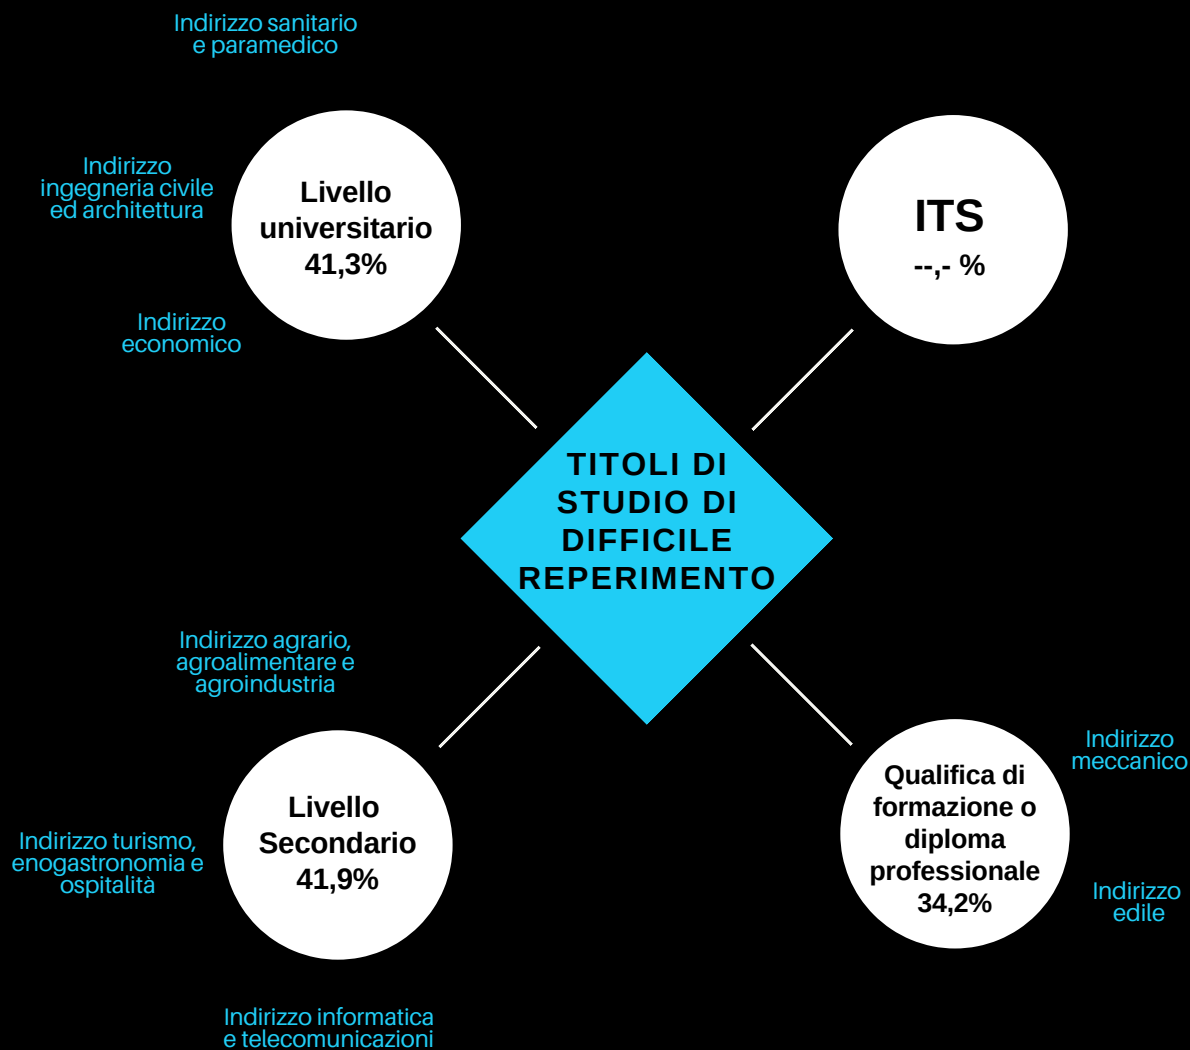 Indirizzo sanitario
e paramedico
Indirizzo
ingegneria civile
ed architettura
Livello
universitario
41,3%
Indirizzo
economico
ITS
--,- %
TITOLI DI
STUDIO DI
DIFFICILE
REPERIMENTO
Indirizzo agrario,
agroalimentare e
agroindustria
Livello
Secondario
41,9%
Indirizzo turismo,
enogastronomia e
ospitalità
Indirizzo informatica
e telecomunicazioni
Qualifica di
formazione o
diploma
professionale
34,2%
Indirizzo
meccanico
Indirizzo
edile